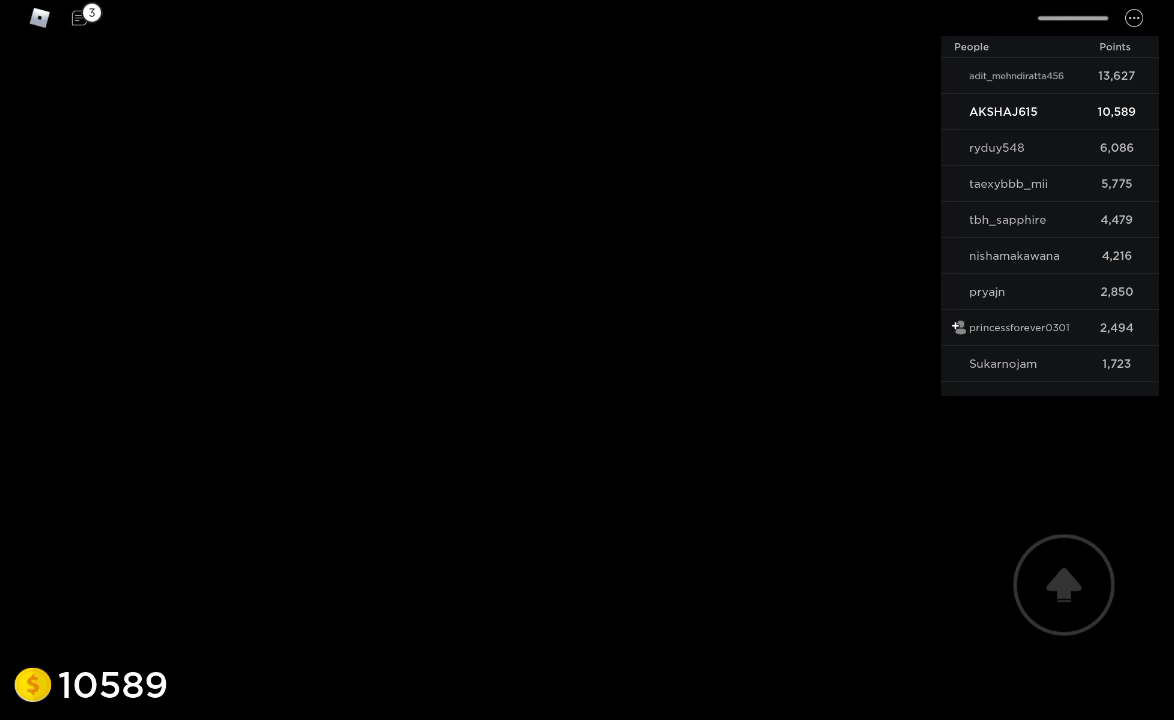 3
People Points
adit_mehndiratta456 13,627
AKSHAJ615 10,589
ryduy548 6,086
taexybbb_mii 5,775
tbh_sapphire 4,479
nishamakawana 4,216
pryajn 2,850
princessforever0301 2,494
Sukarnojam 1,723
$ 10589